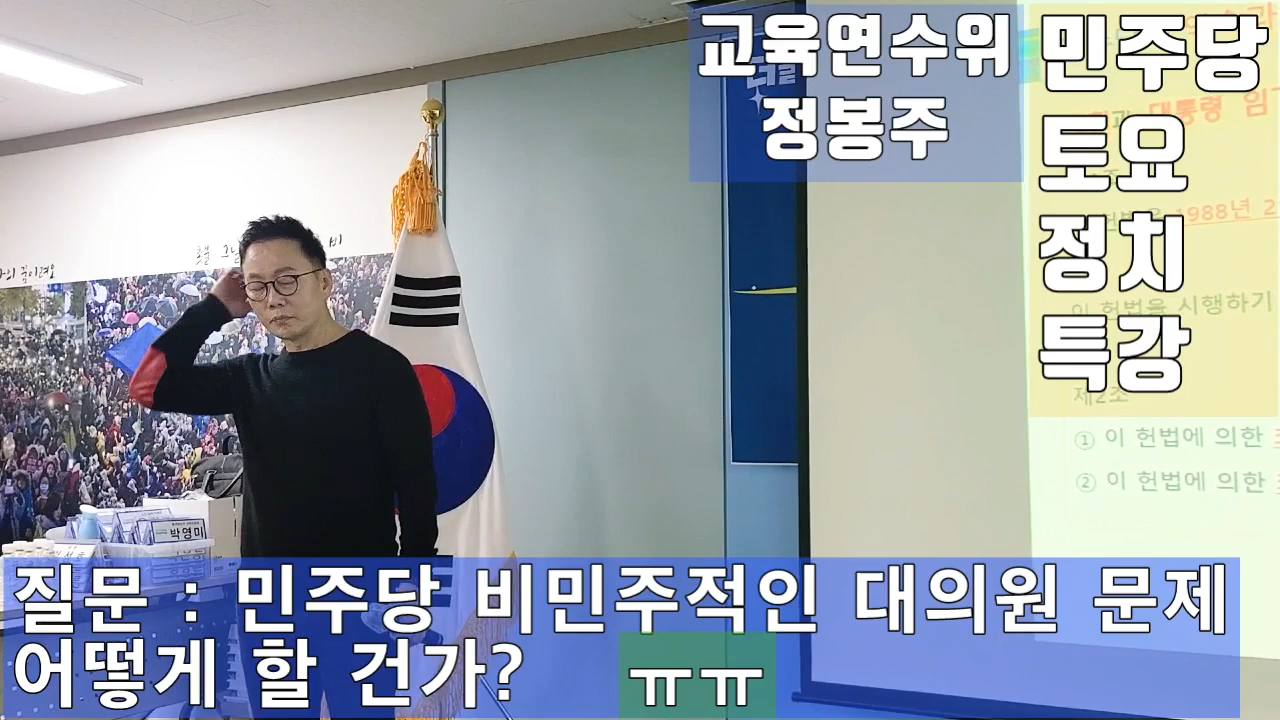 교육연수위
정봉주
민주당
토요
정치
특강
대통령
1988년
이 헌법을 시행하기
제2조
① 이 헌법에 의한
② 이 헌법에 의한
박영미
질문 : 민주당 비민주적인 대의원 문제
어떻게 할 건가?
ㅠㅠ